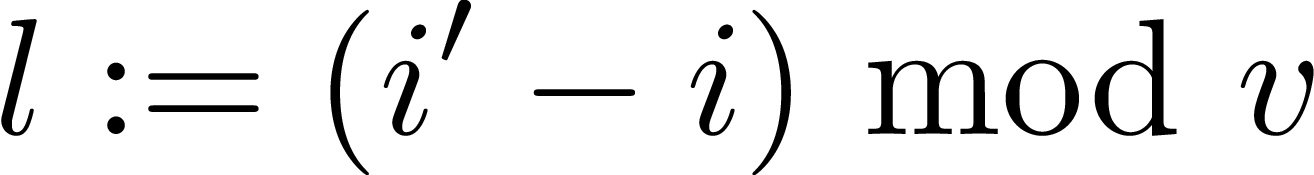 l := (i′ − i) mod v